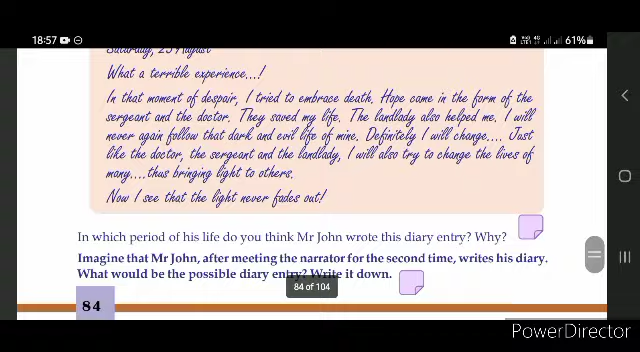 18:57
61%
Saturday, 25 August
What a terrible experience...!
In that moment of despair, I tried to embrace death. Hope came in the form of the
sergeant and the doctor. They saved my life. The landlady also helped me. I will
never again follow that dark and evil life of mine. Definitely I will change.... Just
like the doctor, the sergeant and the landlady, I will also try to change the lives of
many....thus bringing light to others.
Now I see that the light never fades out!
In which period of his life do you think Mr John wrote this diary entry? Why?
Imagine that Mr John, after meeting the narrator for the second time, writes his diary.
What would be the possible diary entry? Write it down.
84 of 104
84
PowerDirector